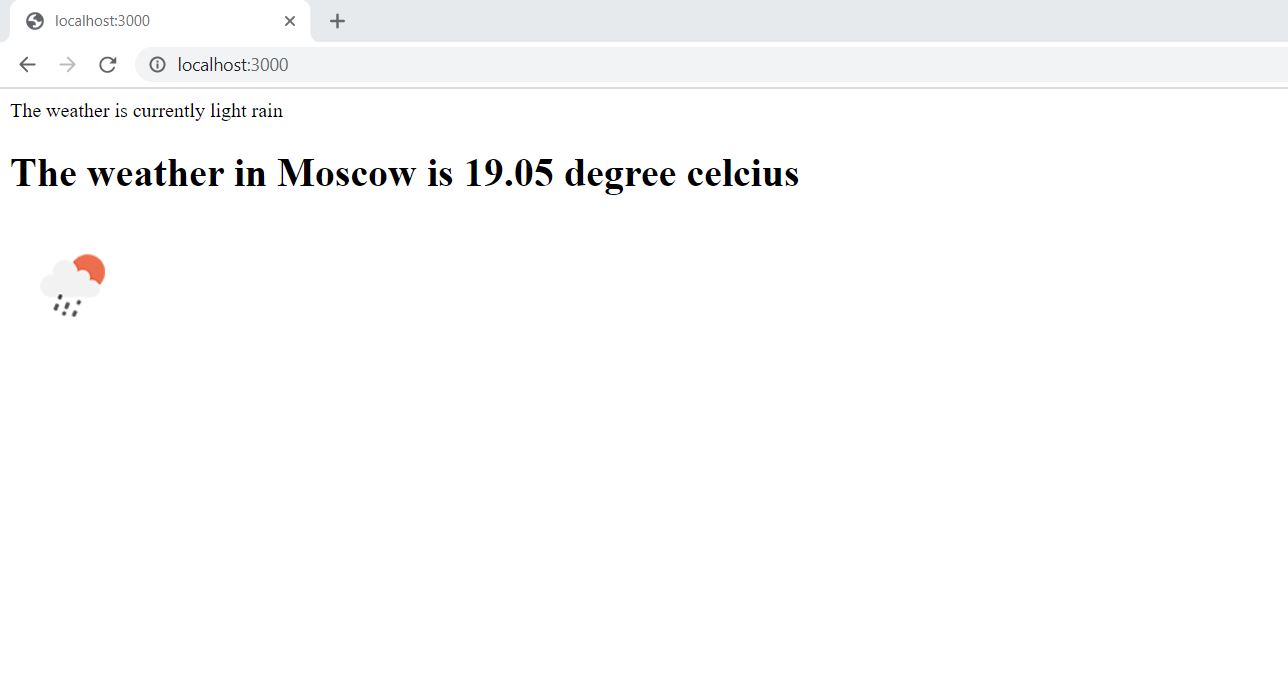 localhost:3000
localhost:3000
The weather is currently light rain
The weather in Moscow is 19.05 degree celcius